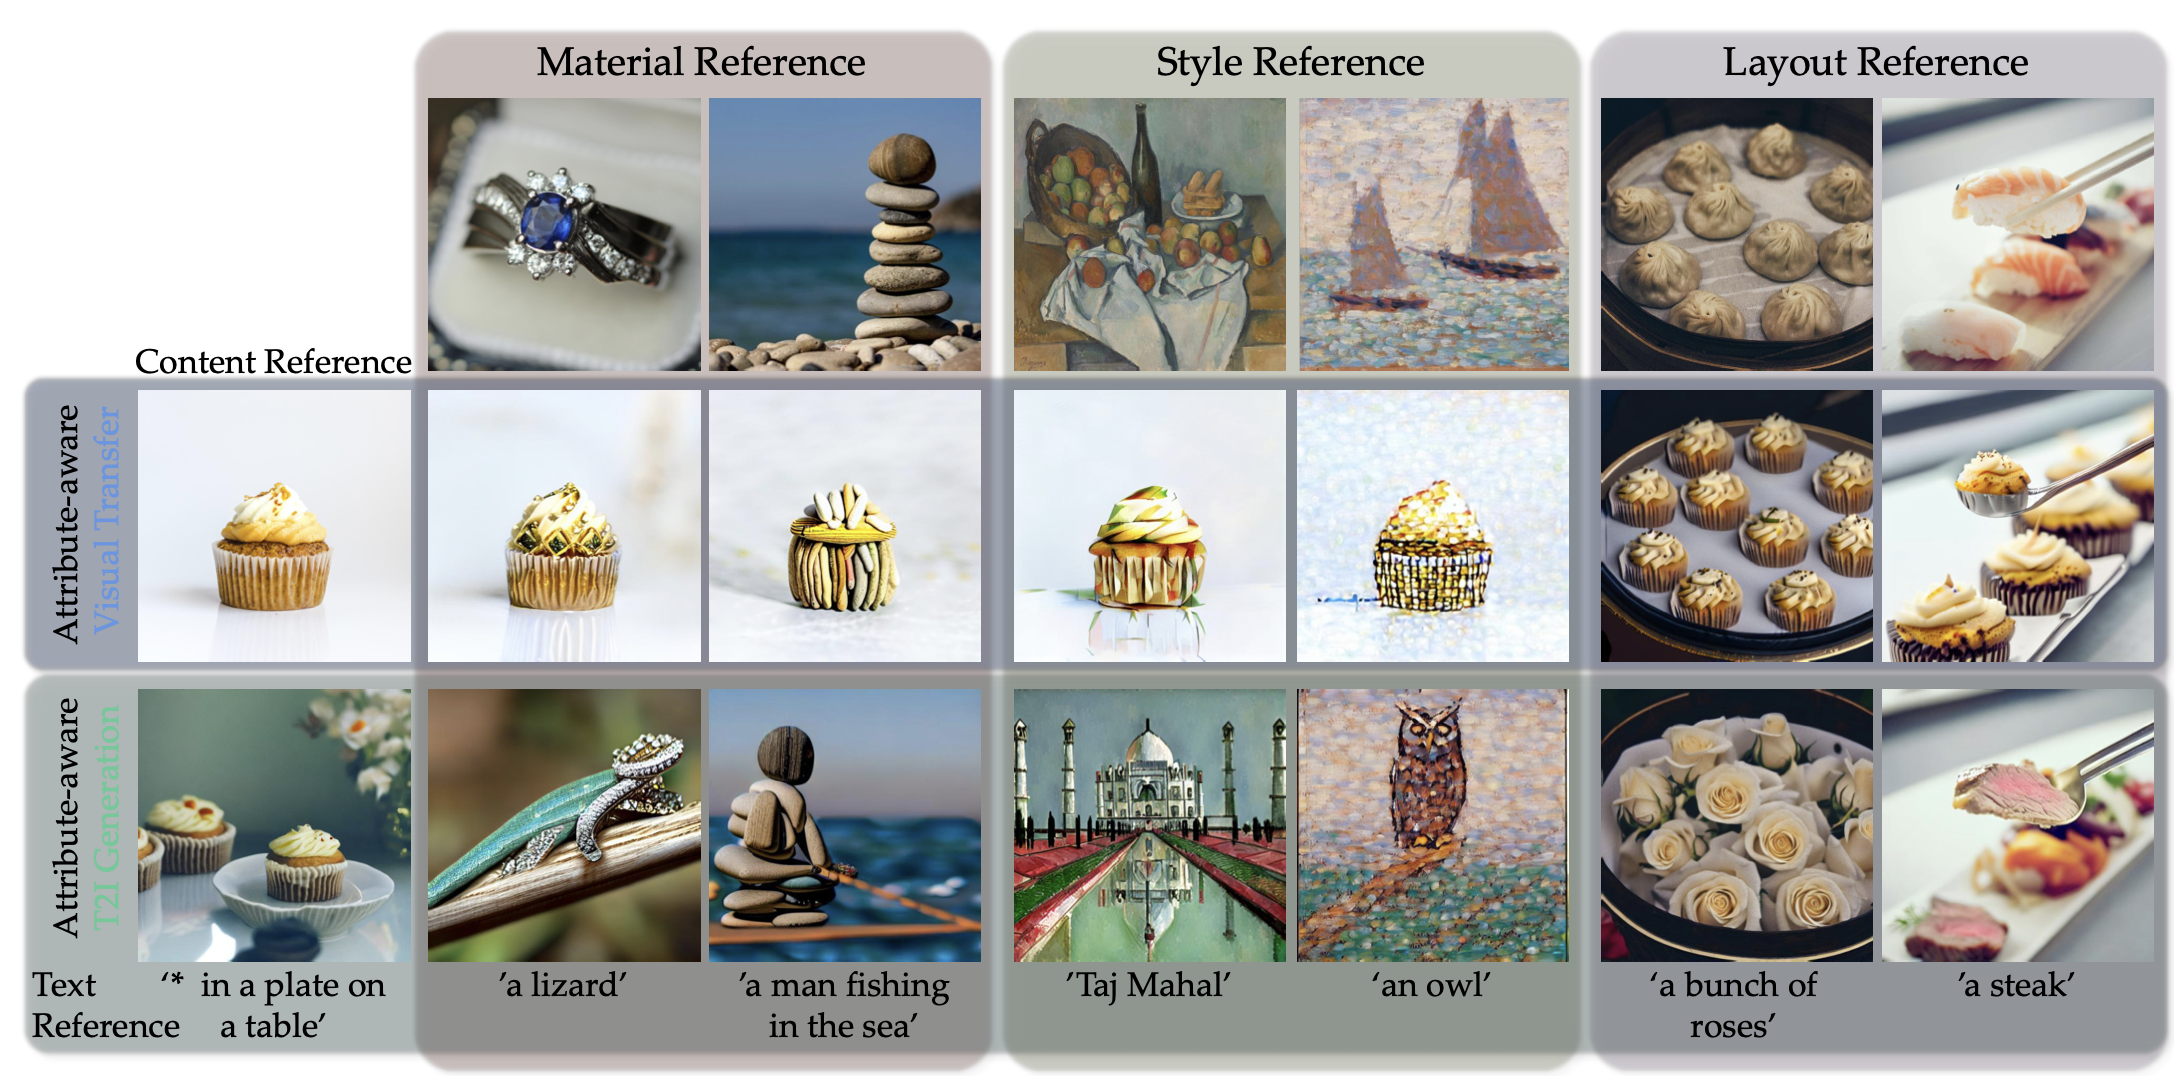 Material Reference
Style Reference
Layout Reference
Content Reference
Attribute-aware
Visual Transfer
Attribute-aware
T2I Generation
Text
Reference
‘* in a plate on
a table’
’a lizard’
’a man fishing
in the sea’
’Taj Mahal’
‘an owl’
‘a bunch of
roses’
’a steak’